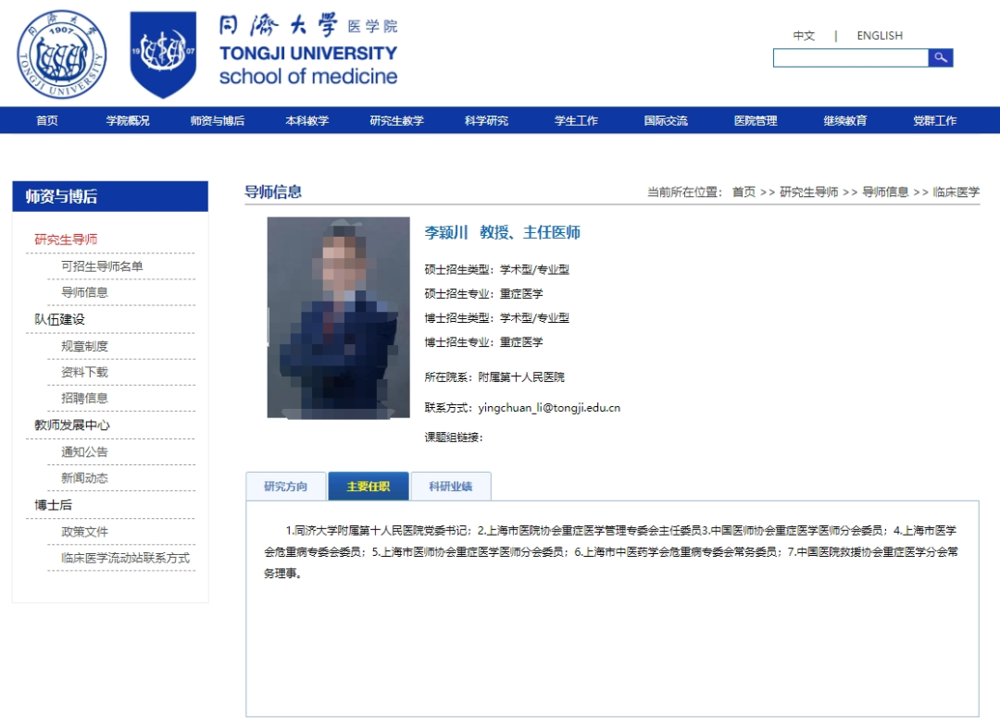 同濟大學 医学院
TONGJI UNIVERSITY
school of medicine
同濟大學
1907
TONGJI UNIVERSITY
19 07
中文 | ENGLISH
首页 学院概况 师资与博后 本科教学 研究生教学 科学研究 学生工作 国际交流 医院管理 继续教育 党群工作
师资与博后
研究生导师
可招生导师名单
导师信息
队伍建设
规章制度
资料下载
招聘信息
教师发展中心
通知公告
新闻动态
博士后
政策文件
临床医学流动站联系方式
导师信息
当前所在位置： 首页 >> 研究生导师 >> 导师信息 >> 临床医学
李颖川 教授、主任医师
硕士招生类型：学术型/专业型
硕士招生专业：重症医学
博士招生类型：学术型/专业型
博士招生专业：重症医学
所在院系：附属第十人民医院
联系方式：yingchuan_li@tongji.edu.cn
课题组链接：
研究方向 主要任职 科研业绩
1.同济大学附属第十人民医院党委书记；2.上海市医院协会重症医学管理专委会主任委员3.中国医师协会重症医学医师分会委员；4.上海市医学
会危重病专委会委员；5.上海市医师协会重症医学医师分会委员；6.上海市中医药学会危重病专委会常务委员；7.中国医院救援协会重症医学分会常
务理事。